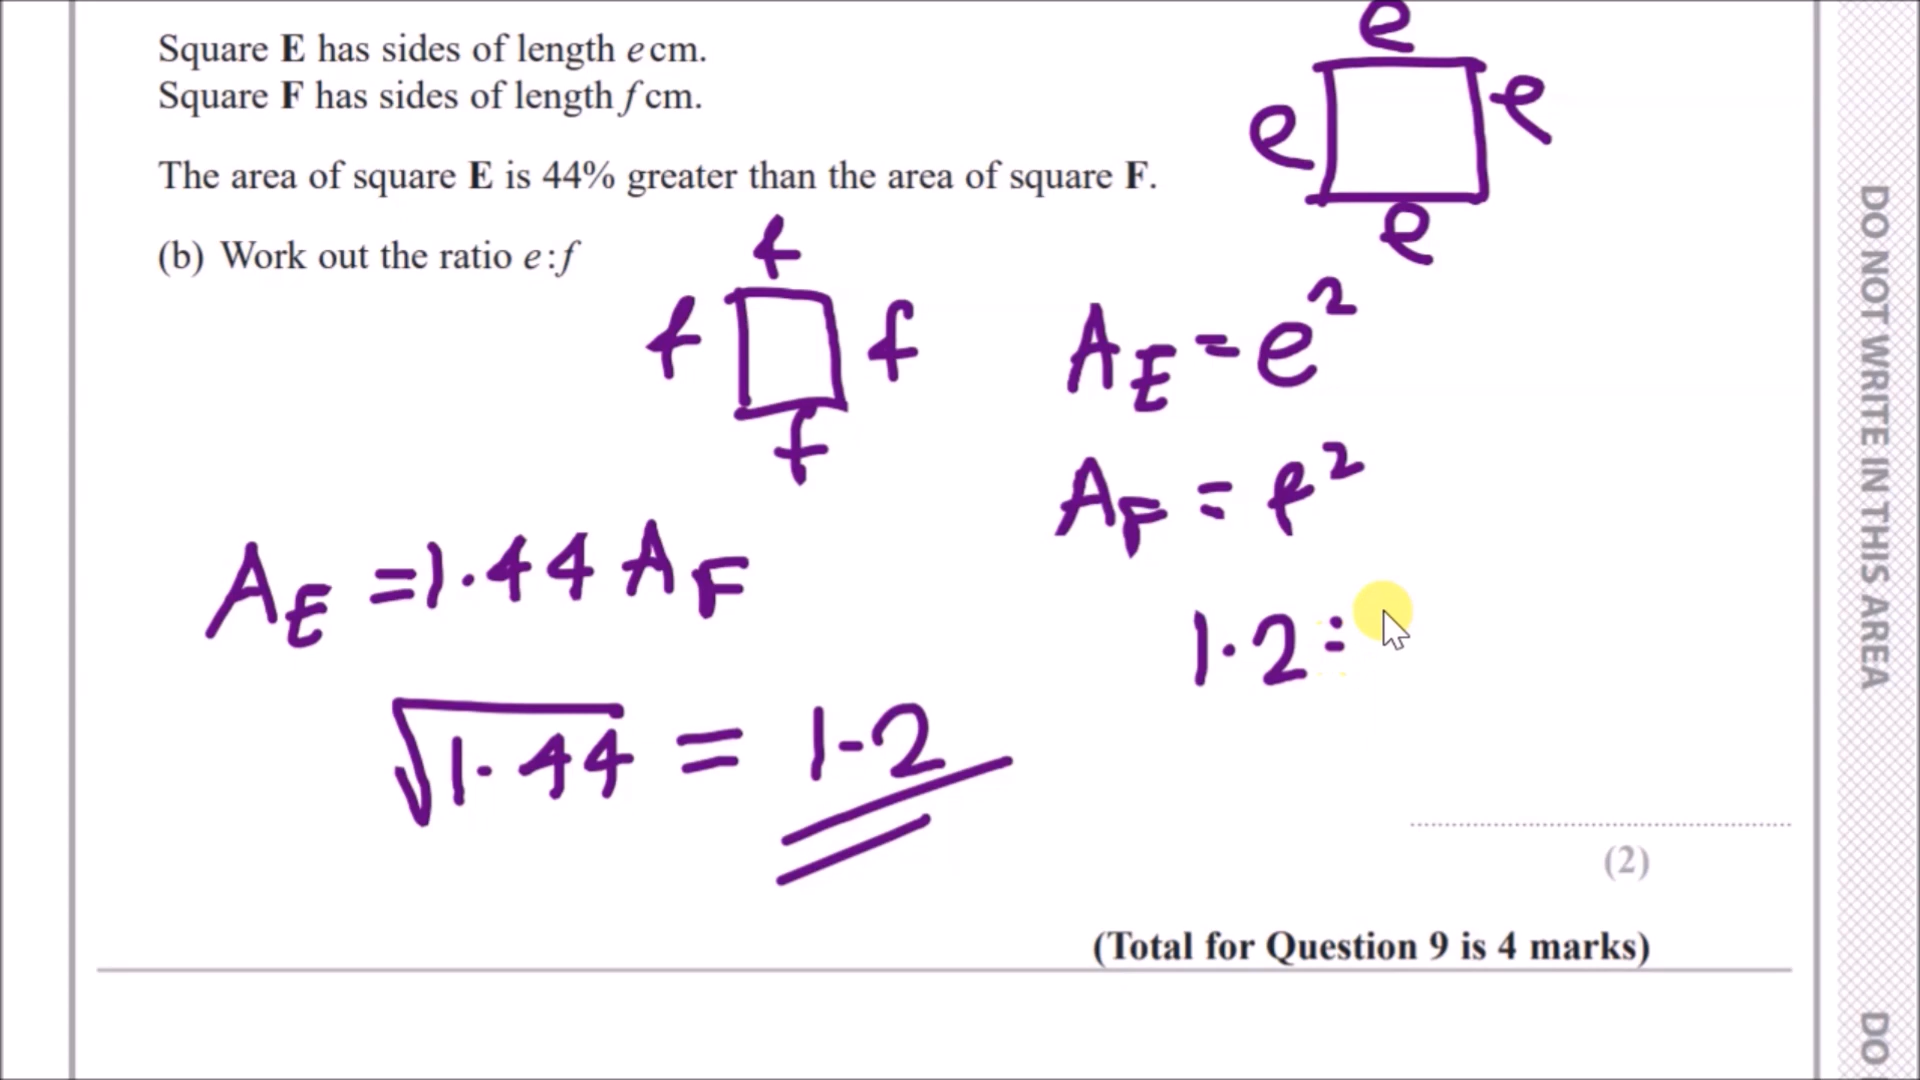 Square E has sides of length e cm.
Square F has sides of length f cm.
The area of square E is 44% greater than the area of square F.
(b) Work out the ratio e : f
e
e
e
e
f
f
f
f
A_E = e²
A_F = f²
A_E = 1.44 A_F
1.2 :
√1.44 = 1.2
(2)
(Total for Question 9 is 4 marks)
DO NOT WRITE IN THIS AREA
DO